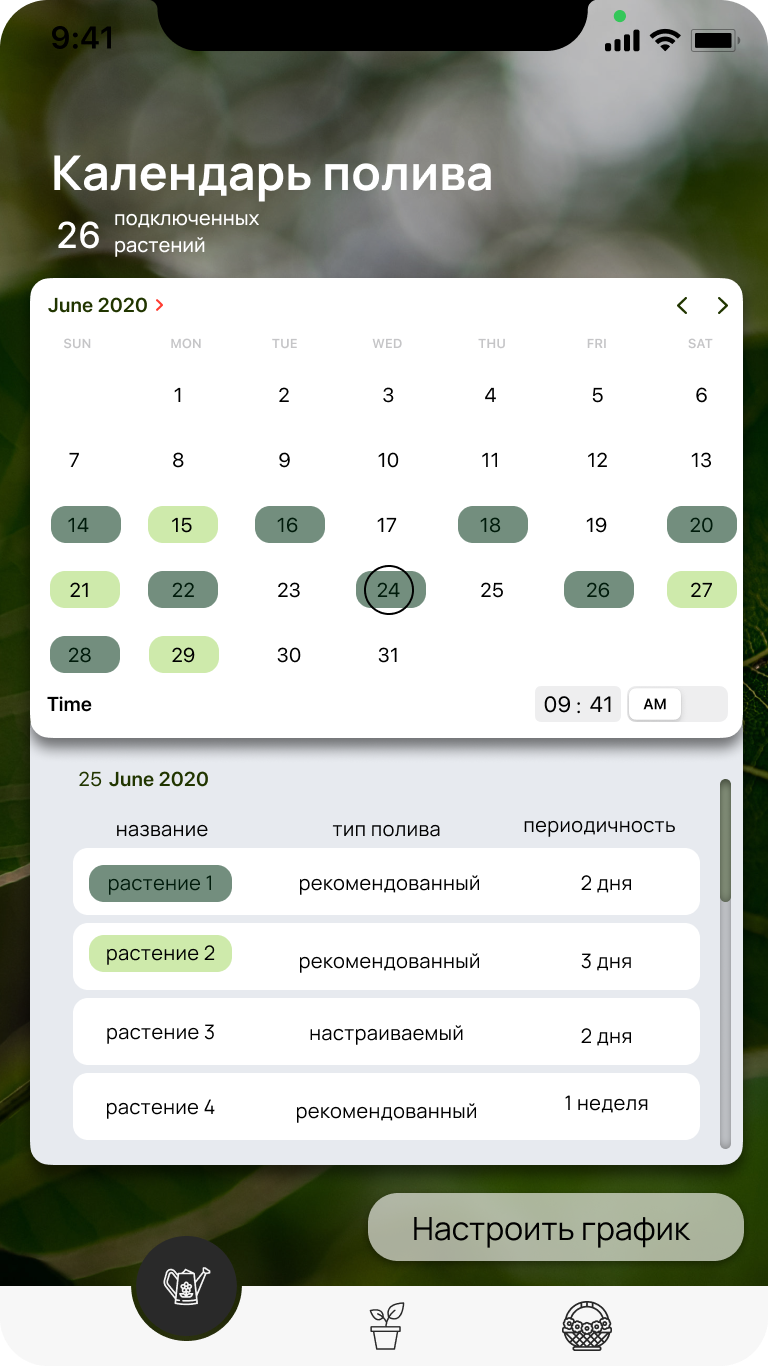 9:41
Календарь полива
26 подключенных
растений
June 2020
SUN MON TUE WED THU FRI SAT
1 2 3 4 5 6
7 8 9 10 11 12 13
14 15 16 17 18 19 20
21 22 23 24 25 26 27
28 29 30 31
Time 09 : 41 AM
25 June 2020
название тип полива периодичность
растение 1 рекомендованный 2 дня
растение 2 рекомендованный 3 дня
растение 3 настраиваемый 2 дня
растение 4 рекомендованный 1 неделя
Настроить график